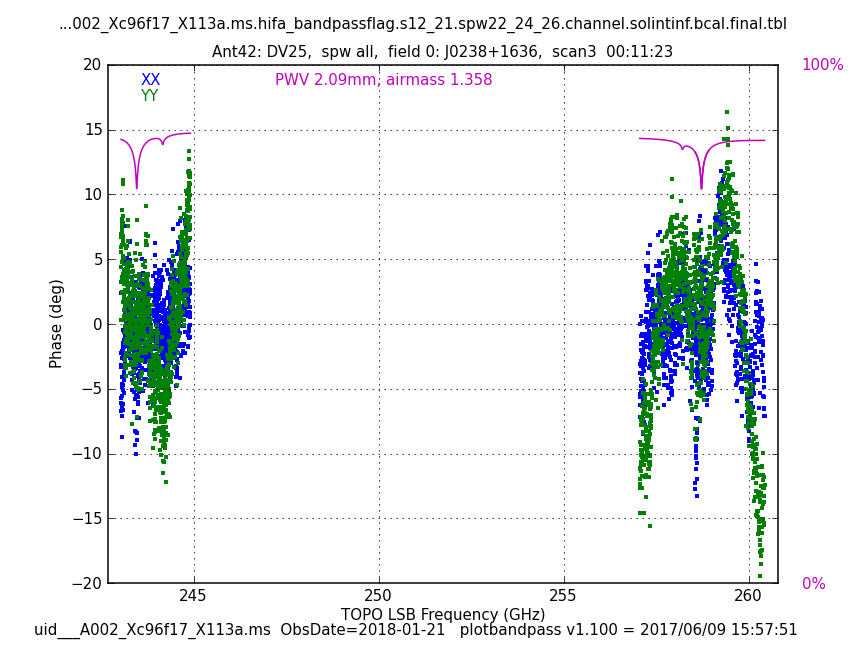 ...002_Xc96f17_X113a.ms.hifa_bandpassflag.s12_21.spw22_24_26.channel.solintinf.bcal.final.tbl
Ant42: DV25,  spw all,  field 0: J0238+1636,  scan3  00:11:23
20 100%
XX PWV 2.09mm, airmass 1.358
YY
15
10
5
0
Phase (deg)
−5
−10
−15
−20 0%
245 250 255 260
TOPO LSB Frequency (GHz)
uid___A002_Xc96f17_X113a.ms  ObsDate=2018-01-21   plotbandpass v1.100 = 2017/06/09 15:57:51